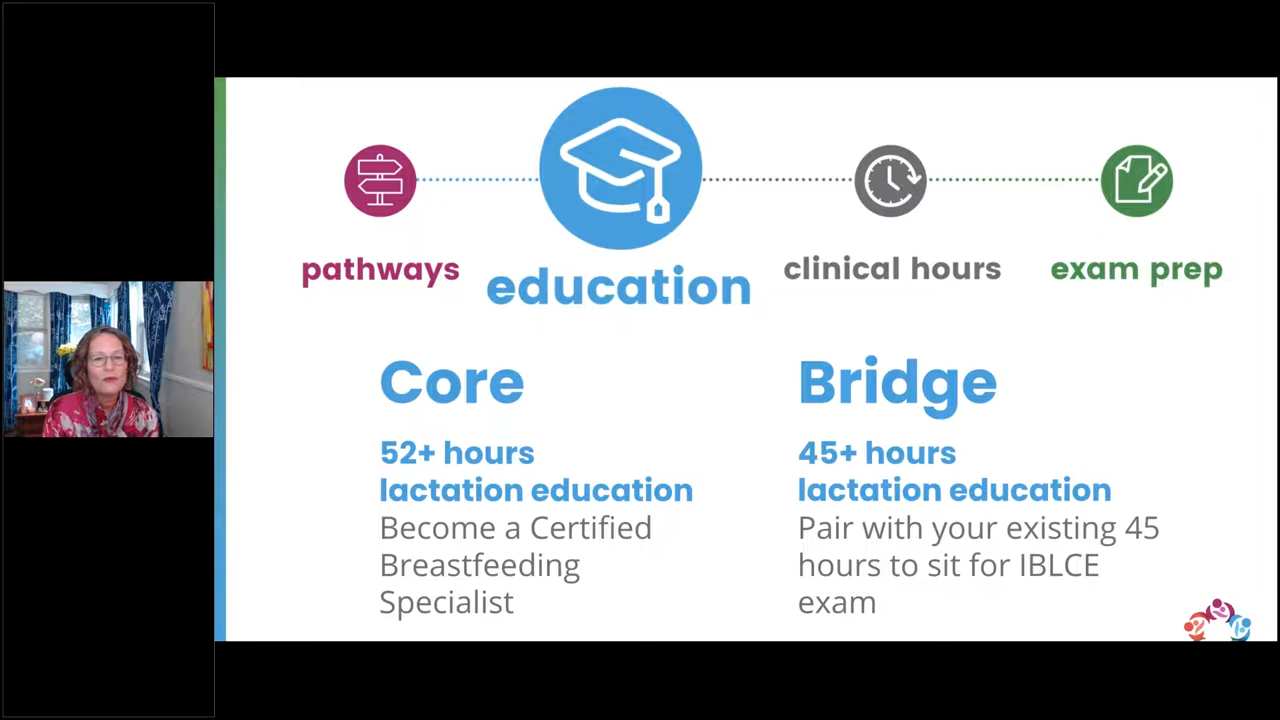 pathways
education
clinical hours
exam prep
Core
52+ hours
lactation education
Become a Certified
Breastfeeding
Specialist
Bridge
45+ hours
lactation education
Pair with your existing 45
hours to sit for IBLCE
exam